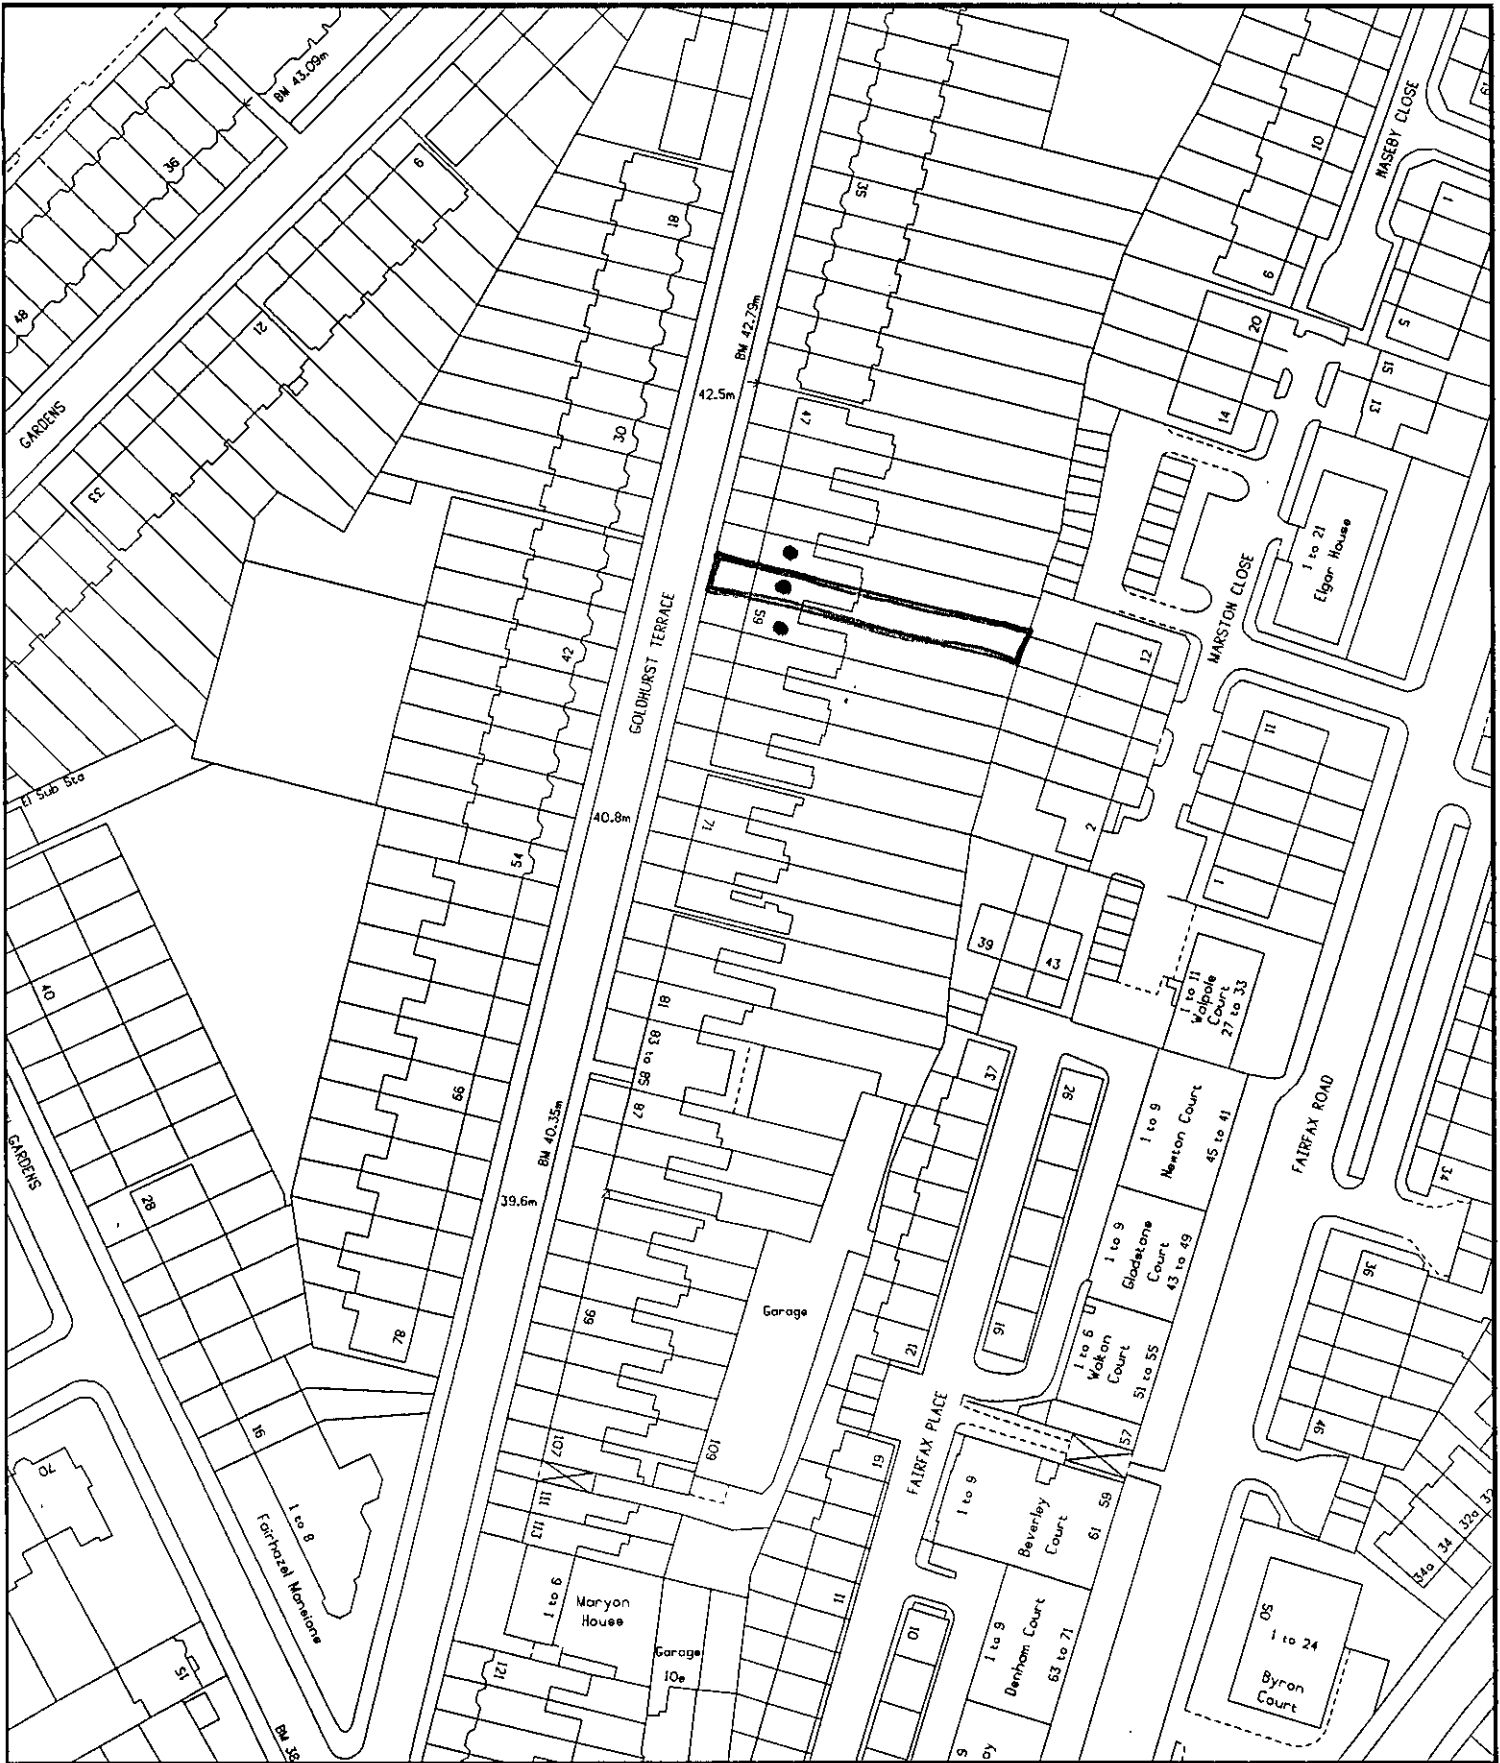 BM 43.09m
36
48
9
21
33
GARDENS
18
30
42
54
66
78
35
47
59
71
81
83 to 85
87
99
107
109
111
113
121
BM 42.79m
42.5m
GOLDHURST TERRACE
40.8m
BM 40.35m
39.6m
El Sub Sta
40
28
16
GARDENS
70
15
1 to 8
Fairhazel Mansions
BM 38
1 to 6
Maryon
House
Garage
Garage
10e
NASEBY CLOSE
10
6
1
5
20
14
15
13
1 to 21
Elgar House
MARSTON CLOSE
12
2
11
1
39
43
1 to 11
Walpole
Court
27 to 33
37
26
16
21
19
11
10
1 to 9
Newton Court
45 to 41
1 to 9
Gladstone
Court
43 to 49
1 to 6
Walton
Court
51 to 55
57
FAIRFAX ROAD
FAIRFAX PLACE
1 to 9
Beverley
Court
59
61
1 to 9
Denham Court
63 to 71
9
34
36
46
34a
34
32a
50
1 to 24
Byron
Court